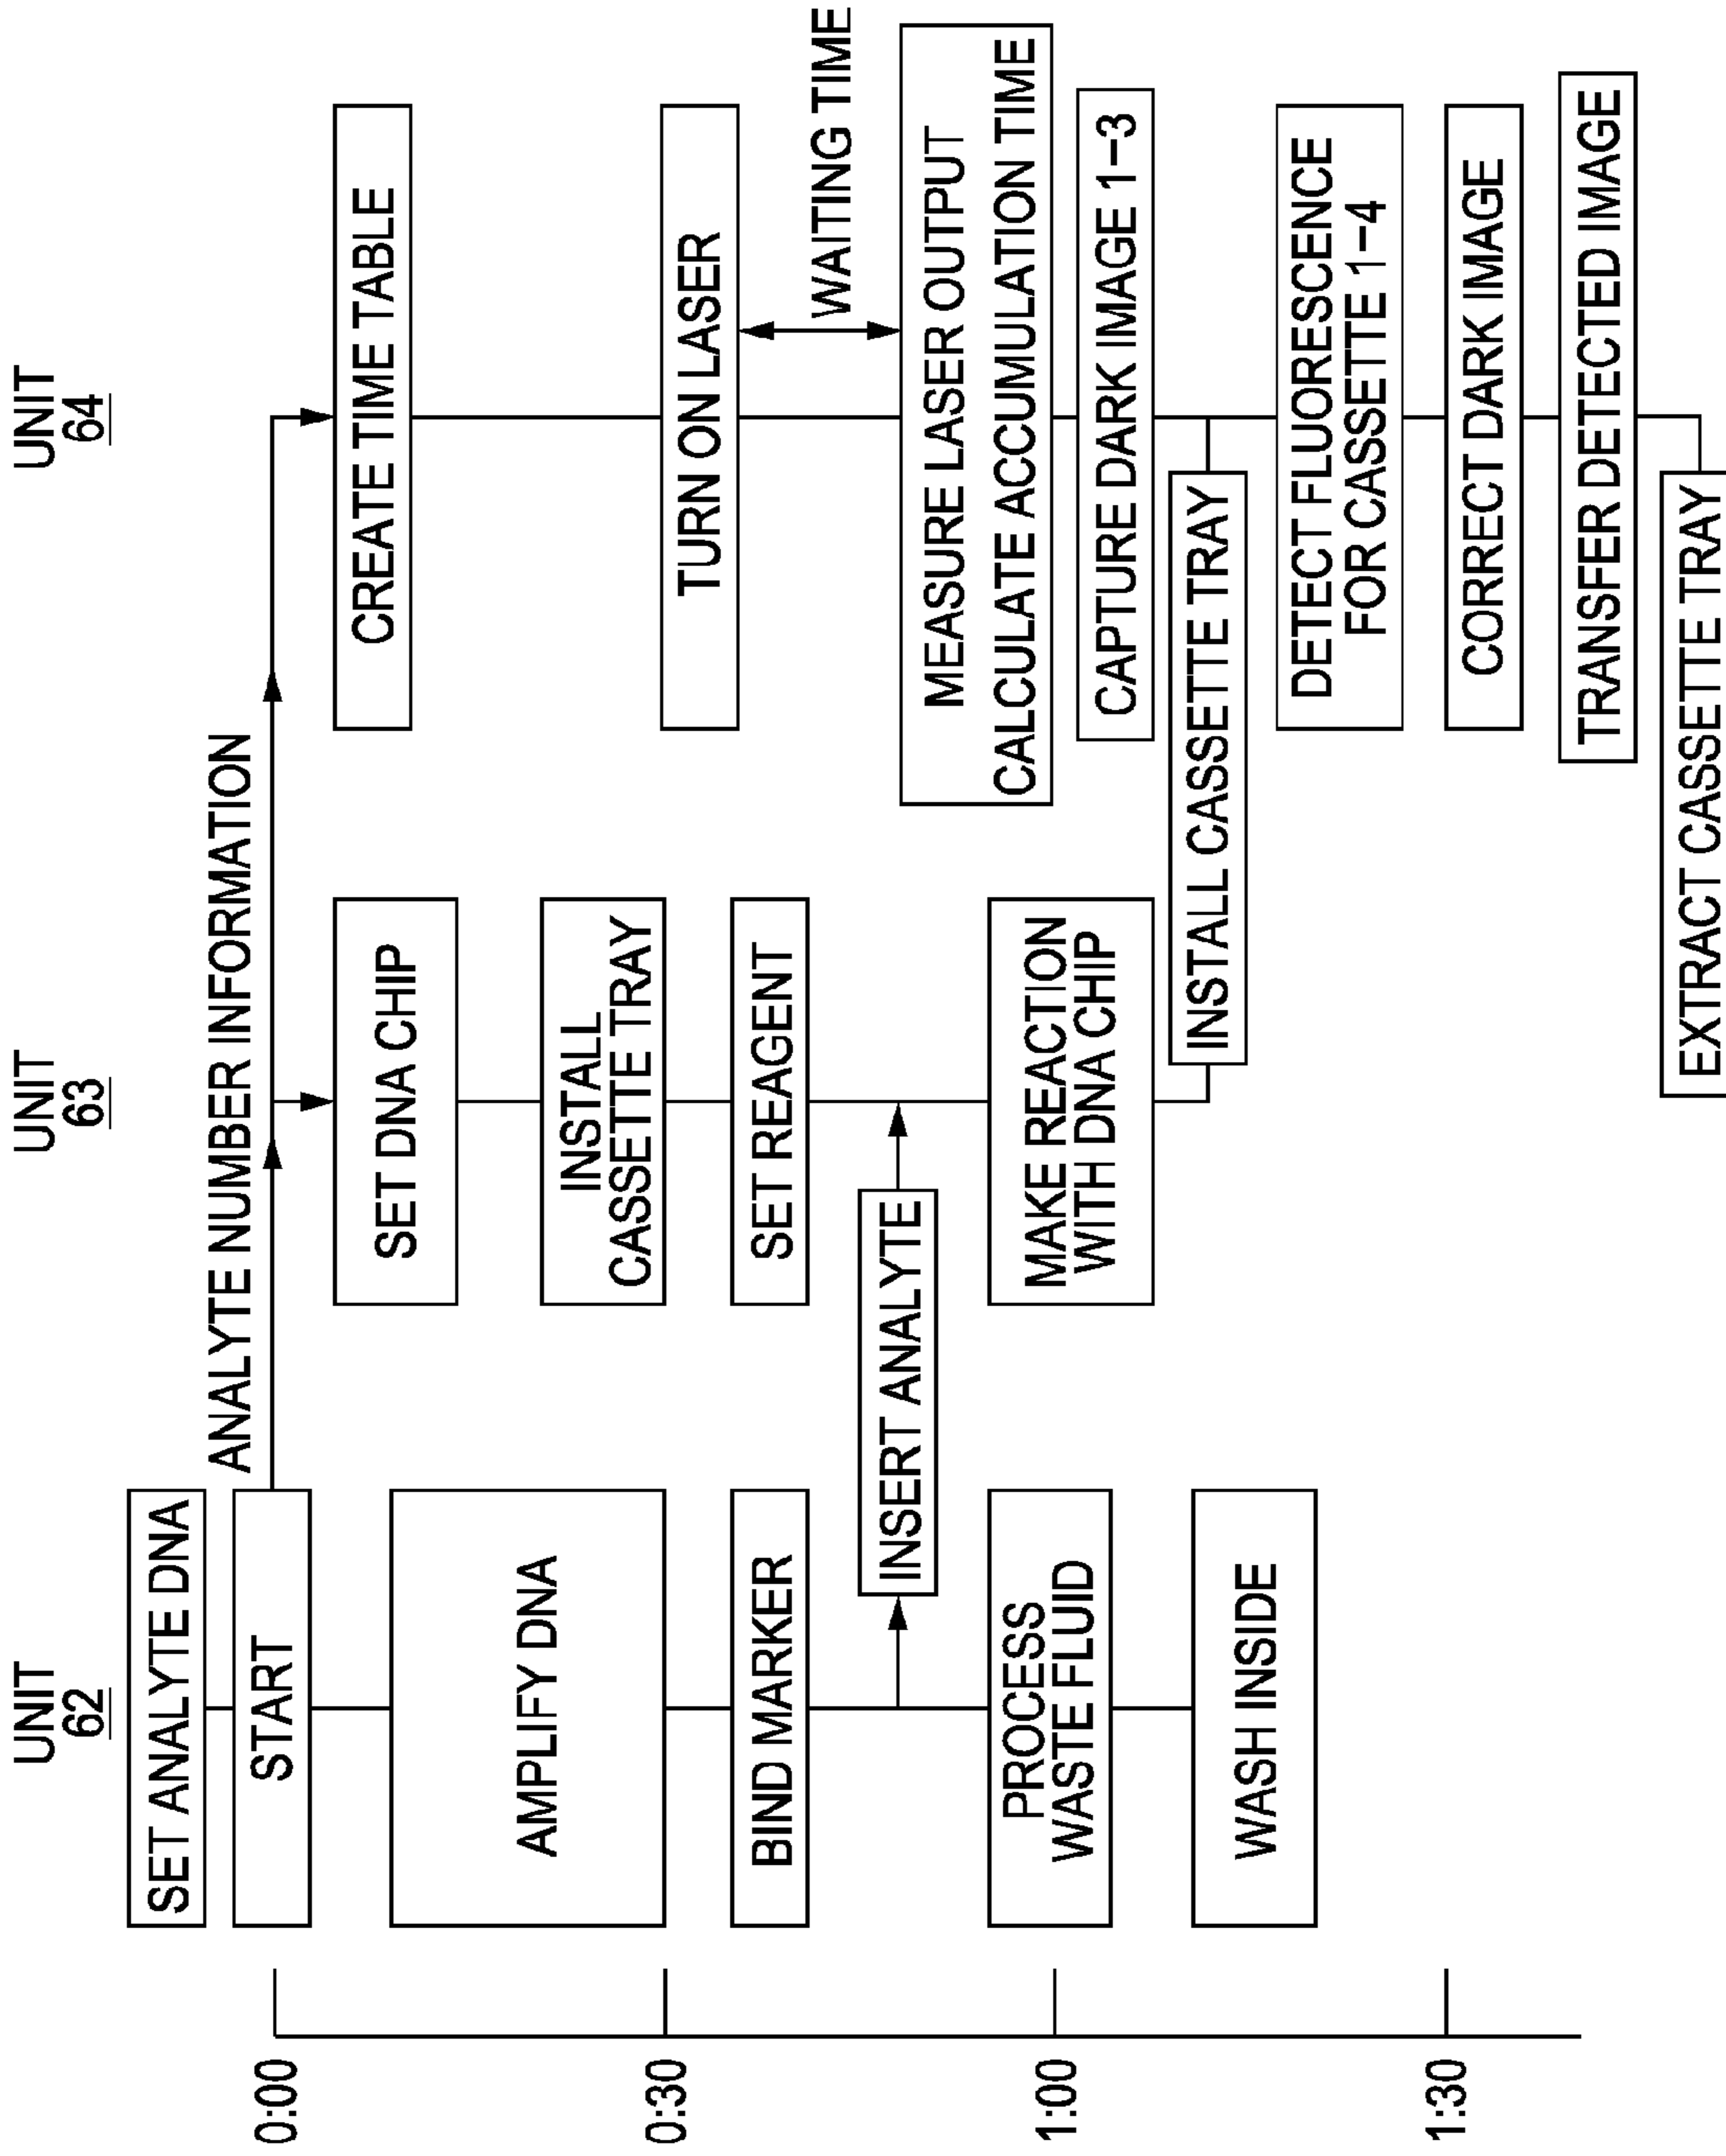 UNIT
62
UNIT
63
UNIT
64
SET ANALYTE DNA
ANALYTE NUMBER INFORMATION
0:00
START
SET DNA CHIP
CREATE TIME TABLE
AMPLIFY DNA
INSTALL
CASSETTE TRAY
0:30
TURN ON LASER
BIND MARKER
SET REAGENT
WAITING TIME
INSERT ANALYTE
MEASURE LASER OUTPUT
CALCULATE ACCUMULATION TIME
1:00
PROCESS
WASTE FLUID
MAKE REACTION
WITH DNA CHIP
CAPTURE DARK IMAGE 1-3
INSTALL CASSETTE TRAY
WASH INSIDE
DETECT FLUORESCENCE
FOR CASSETTE 1-4
1:30
CORRECT DARK IMAGE
TRANSFER DETECTED IMAGE
EXTRACT CASSETTE TRAY